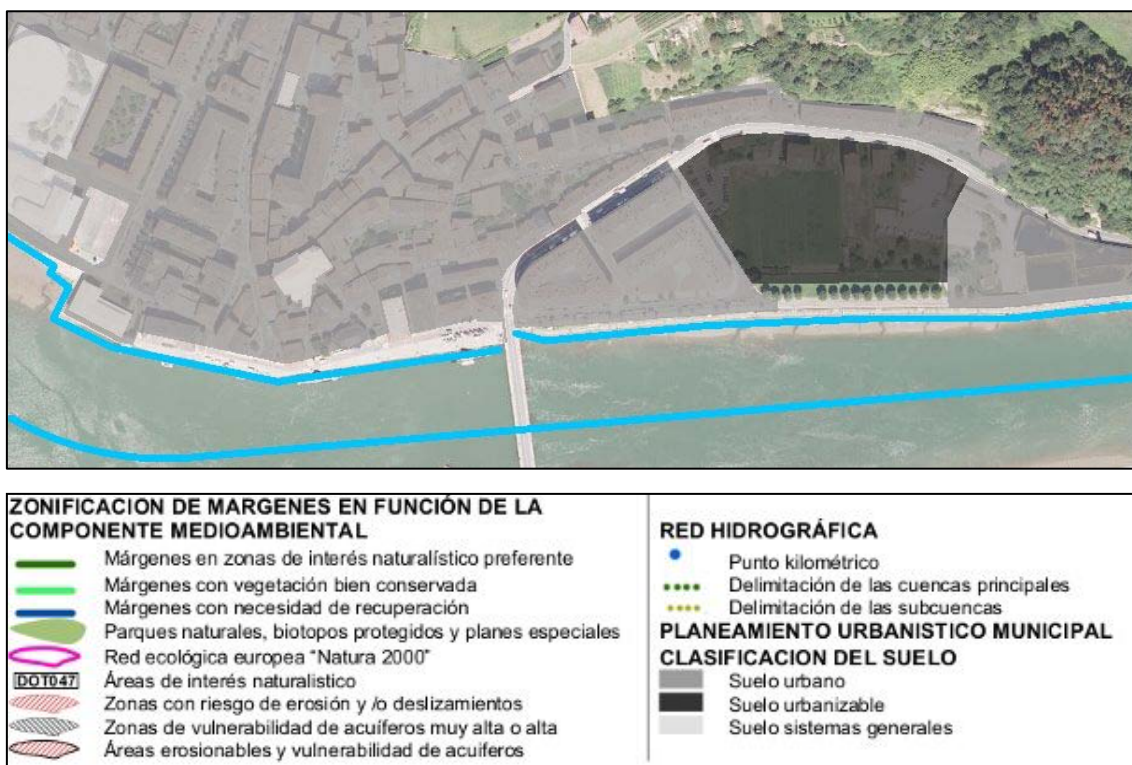 ZONIFICACION DE MARGENES EN FUNCIÓN DE LA
COMPONENTE MEDIOAMBIENTAL
Márgenes en zonas de interés naturalístico preferente
Márgenes con vegetación bien conservada
Márgenes con necesidad de recuperación
Parques naturales, biotopos protegidos y planes especiales
Red ecológica europea "Natura 2000"
DOT047 Áreas de interés naturalistico
Zonas con riesgo de erosión y /o deslizamientos
Zonas de vulnerabilidad de acuíferos muy alta o alta
Áreas erosionables y vulnerabilidad de acuiferos
RED HIDROGRÁFICA
Punto kilométrico
Delimitación de las cuencas principales
Delimitación de las subcuencas
PLANEAMIENTO URBANISTICO MUNICIPAL
CLASIFICACION DEL SUELO
Suelo urbano
Suelo urbanizable
Suelo sistemas generales